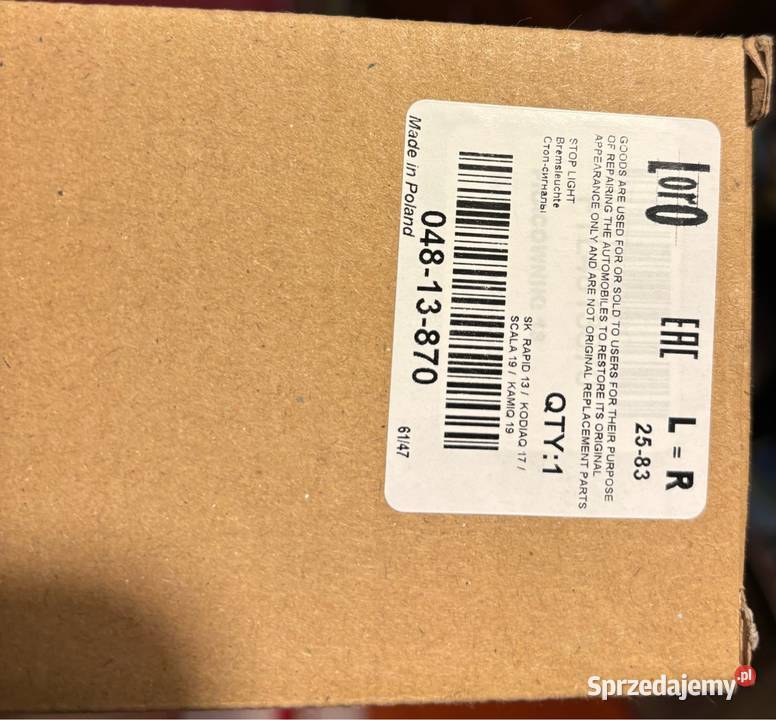 LorO EAC L = R
25-83
GOODS ARE USED FOR OR SOLD TO USERS FOR THEIR PURPOSE
OF REPAIRING THE AUTOMOBILES TO RESTORE ITS ORIGINAL
APPEARANCE ONLY AND ARE NOT ORIGINAL REPLACEMENT PARTS
STOP LIGHT
Bremsleuchte
Стоп-сигналы
QTY:1
SK RAPID 13 / KODIAQ 17 /
SCALA 19 / KAMIQ 19
048-13-870
Made in Poland
61/47
Sprzedajemy.pl